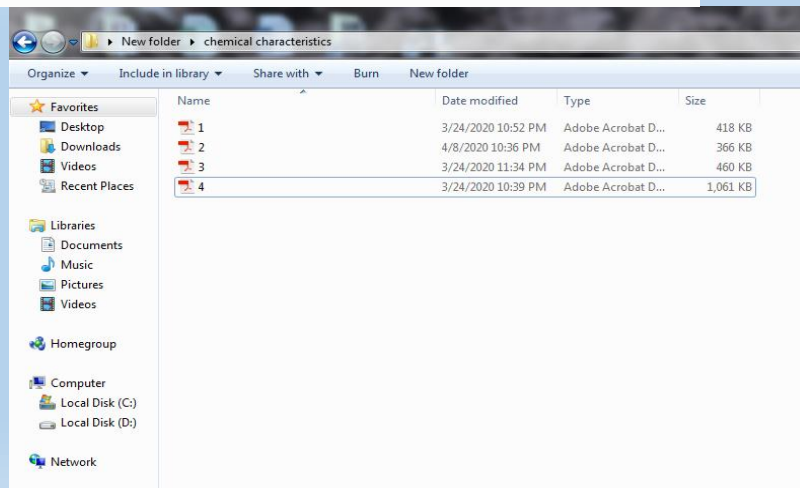 New folder chemical characteristics
Organize Include in library Share with Burn New folder
Name Date modified Type Size
Favorites
Desktop
Downloads
Videos
Recent Places
Libraries
Documents
Music
Pictures
Videos
Homegroup
Computer
Local Disk (C:)
Local Disk (D:)
Network
1 3/24/2020 10:52 PM Adobe Acrobat D... 418 KB
2 4/8/2020 10:36 PM Adobe Acrobat D... 366 KB
3 3/24/2020 11:34 PM Adobe Acrobat D... 460 KB
4 3/24/2020 10:39 PM Adobe Acrobat D... 1,061 KB